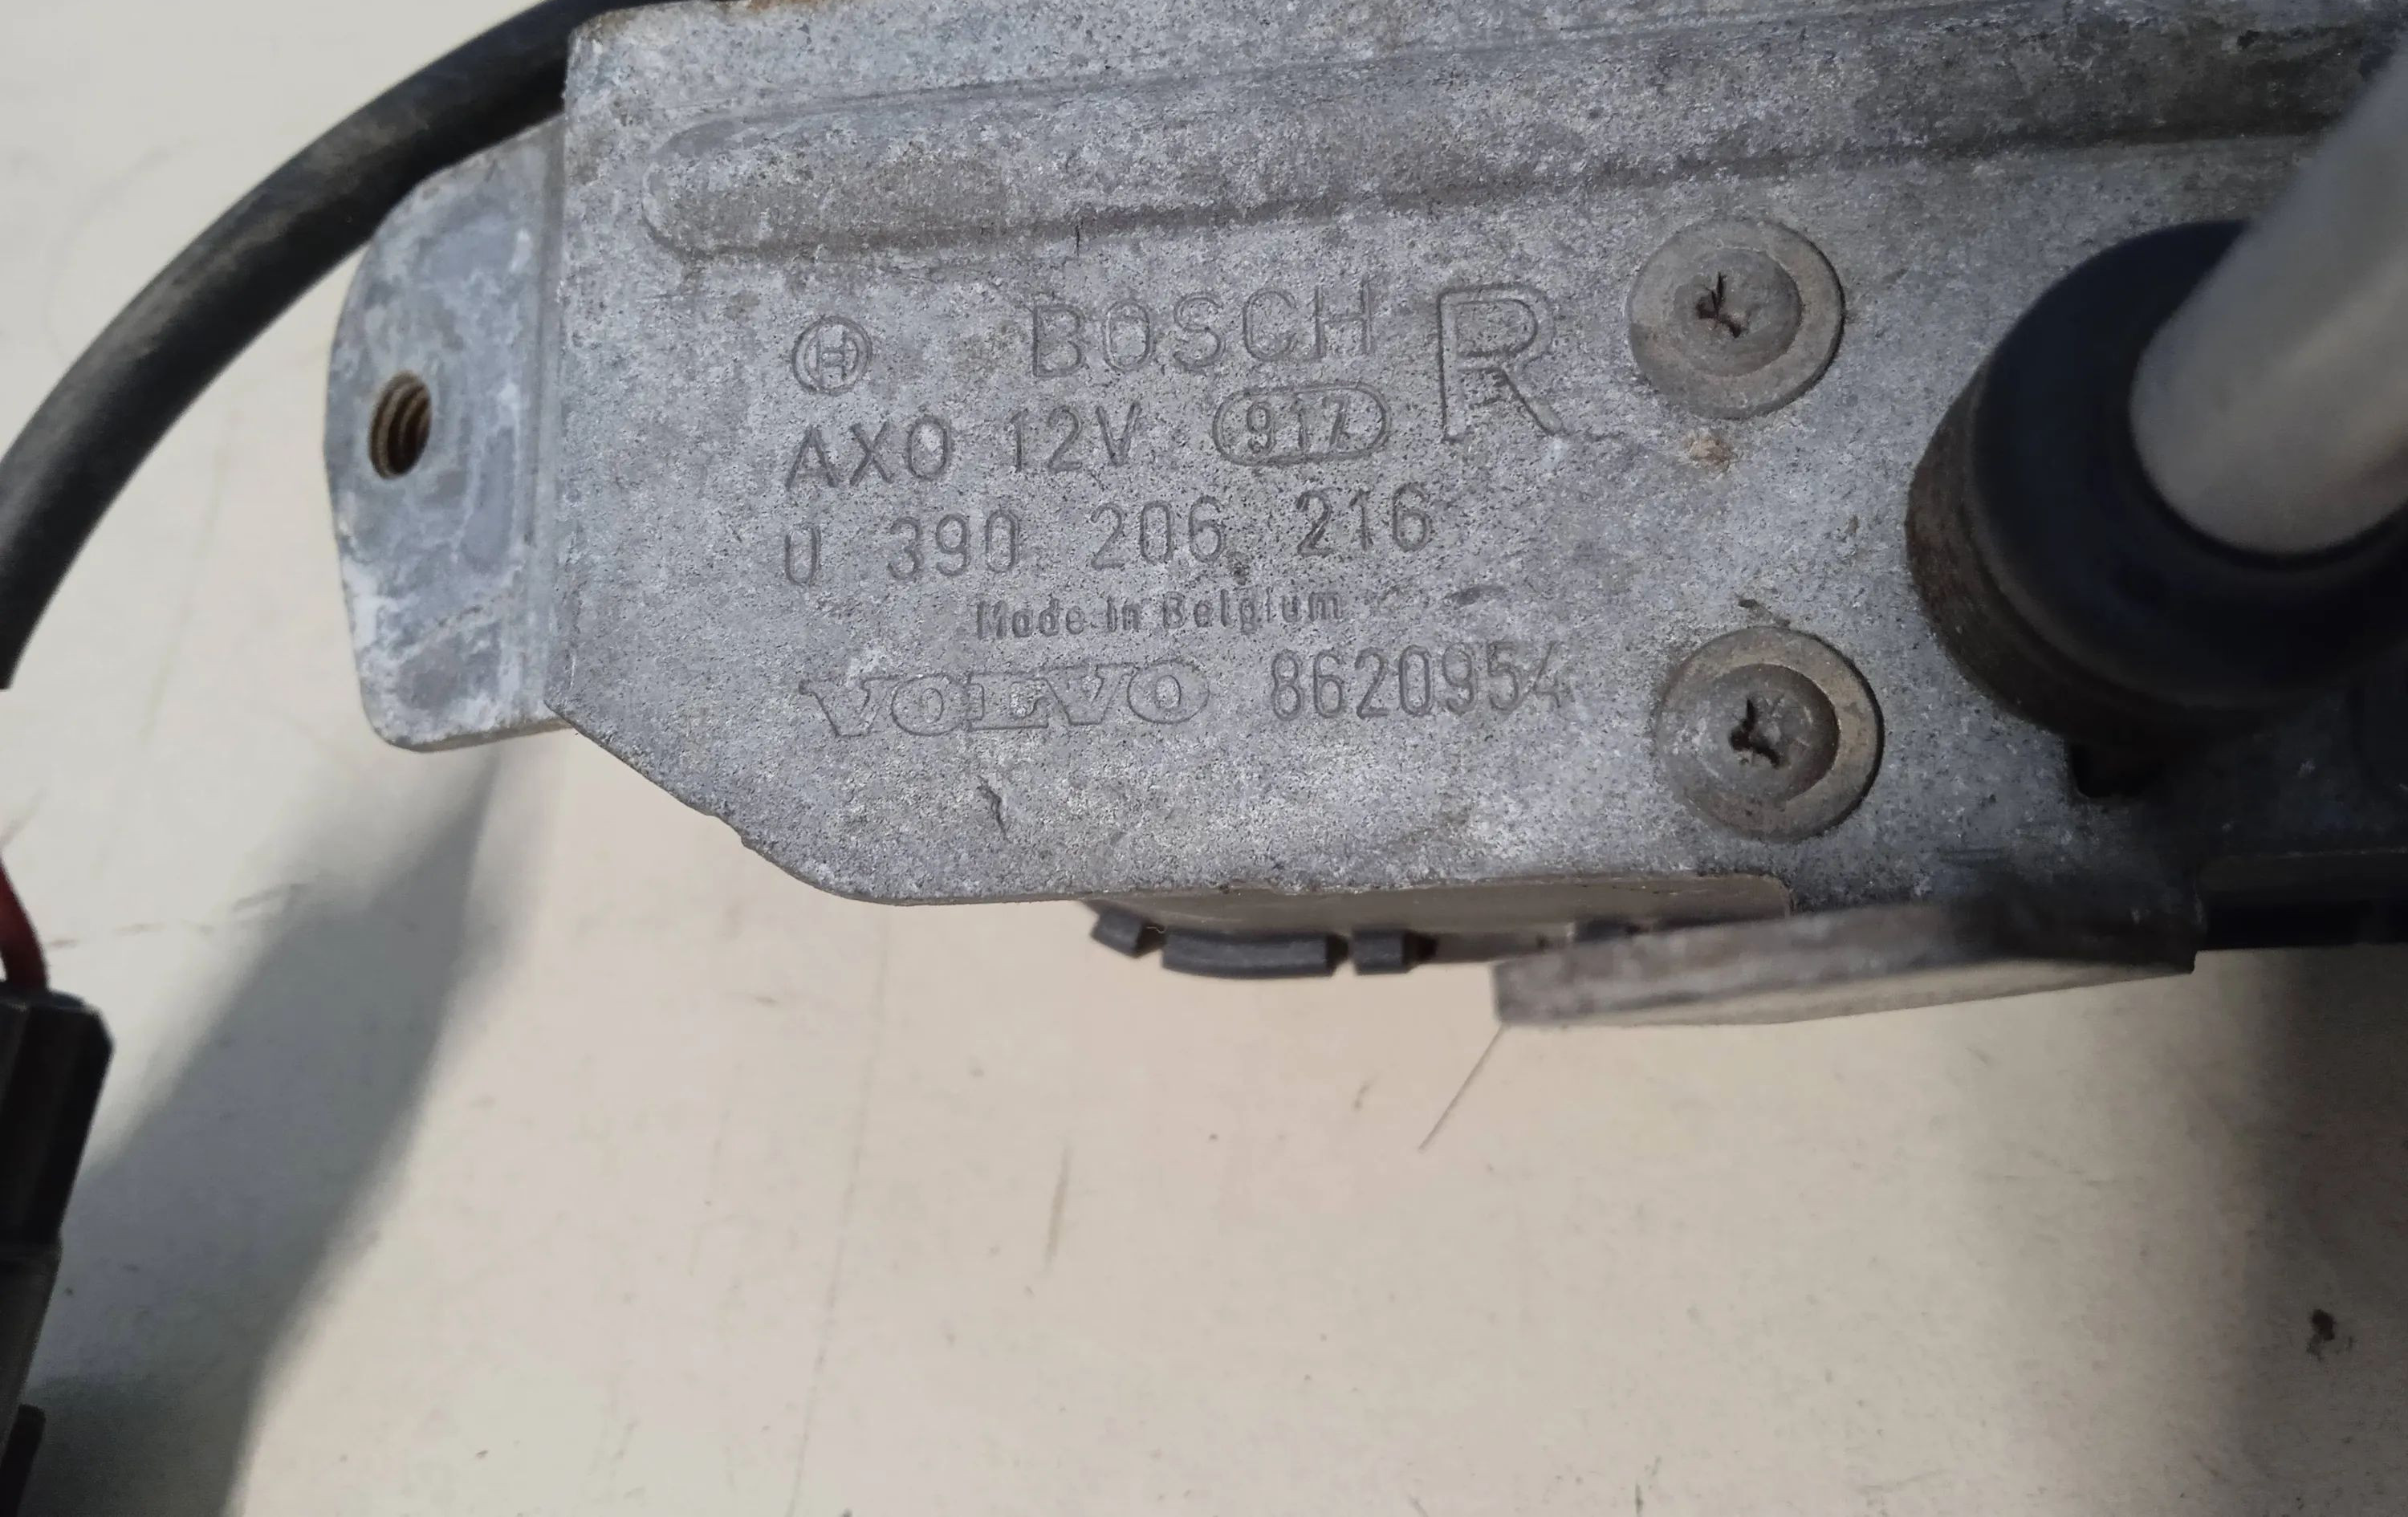 BOSCH R
AXO 12V 917
0 390 206 216
Made in Belgium
VOLVO 8620954